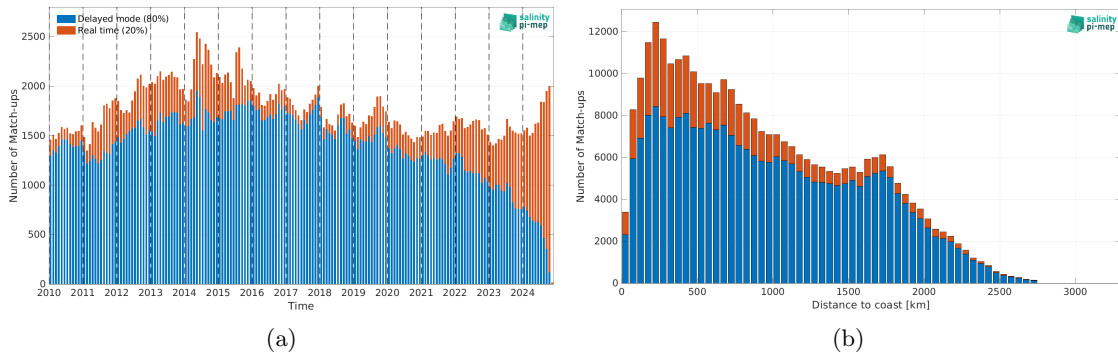 Delayed mode (80%)
Real time (20%)
salinity
pi-mep
Number of Match-ups
2500
2000
1500
1000
500
0
2010 2011 2012 2013 2014 2015 2016 2017 2018 2019 2020 2021 2022 2023 2024
Time
(a)
salinity
pi-mep
Number of Match-ups
12000
10000
8000
6000
4000
2000
0
0 500 1000 1500 2000 2500 3000
Distance to coast [km]
(b)